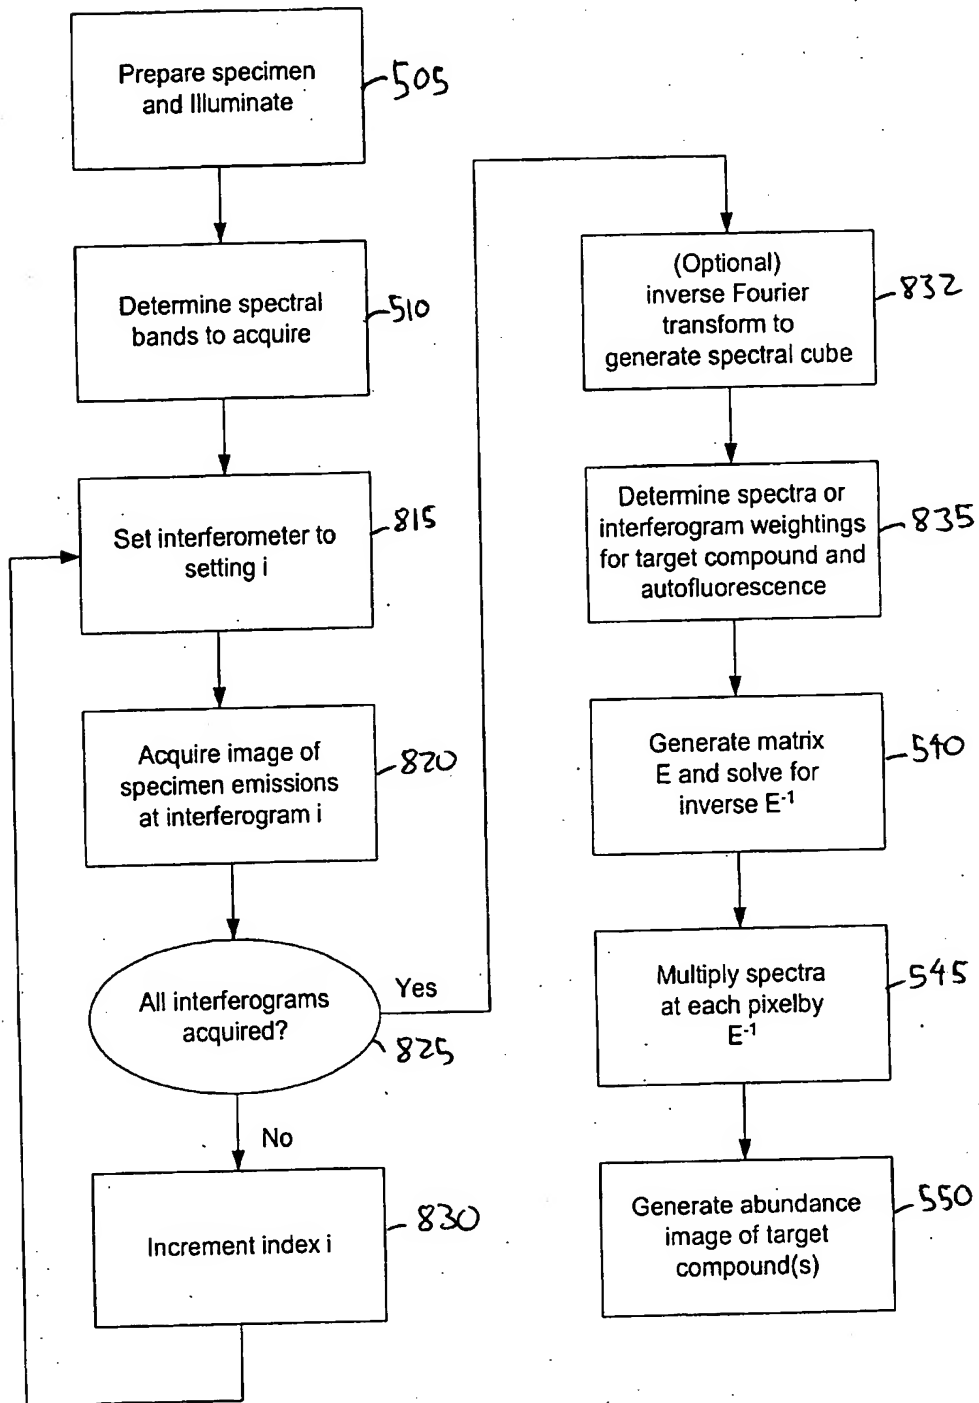 Prepare specimen
and Illuminate
505
Determine spectral
bands to acquire
510
Set interferometer to
setting i
815
Acquire image of
specimen emissions
at interferogram i
820
All interferograms
acquired?
825
Yes
No
Increment index i
830
(Optional)
inverse Fourier
transform to
generate spectral cube
832
Determine spectra or
interferogram weightings
for target compound and
autofluorescence
835
Generate matrix
E and solve for
inverse E⁻¹
540
Multiply spectra
at each pixelby
E⁻¹
545
Generate abundance
image of target
compound(s)
550